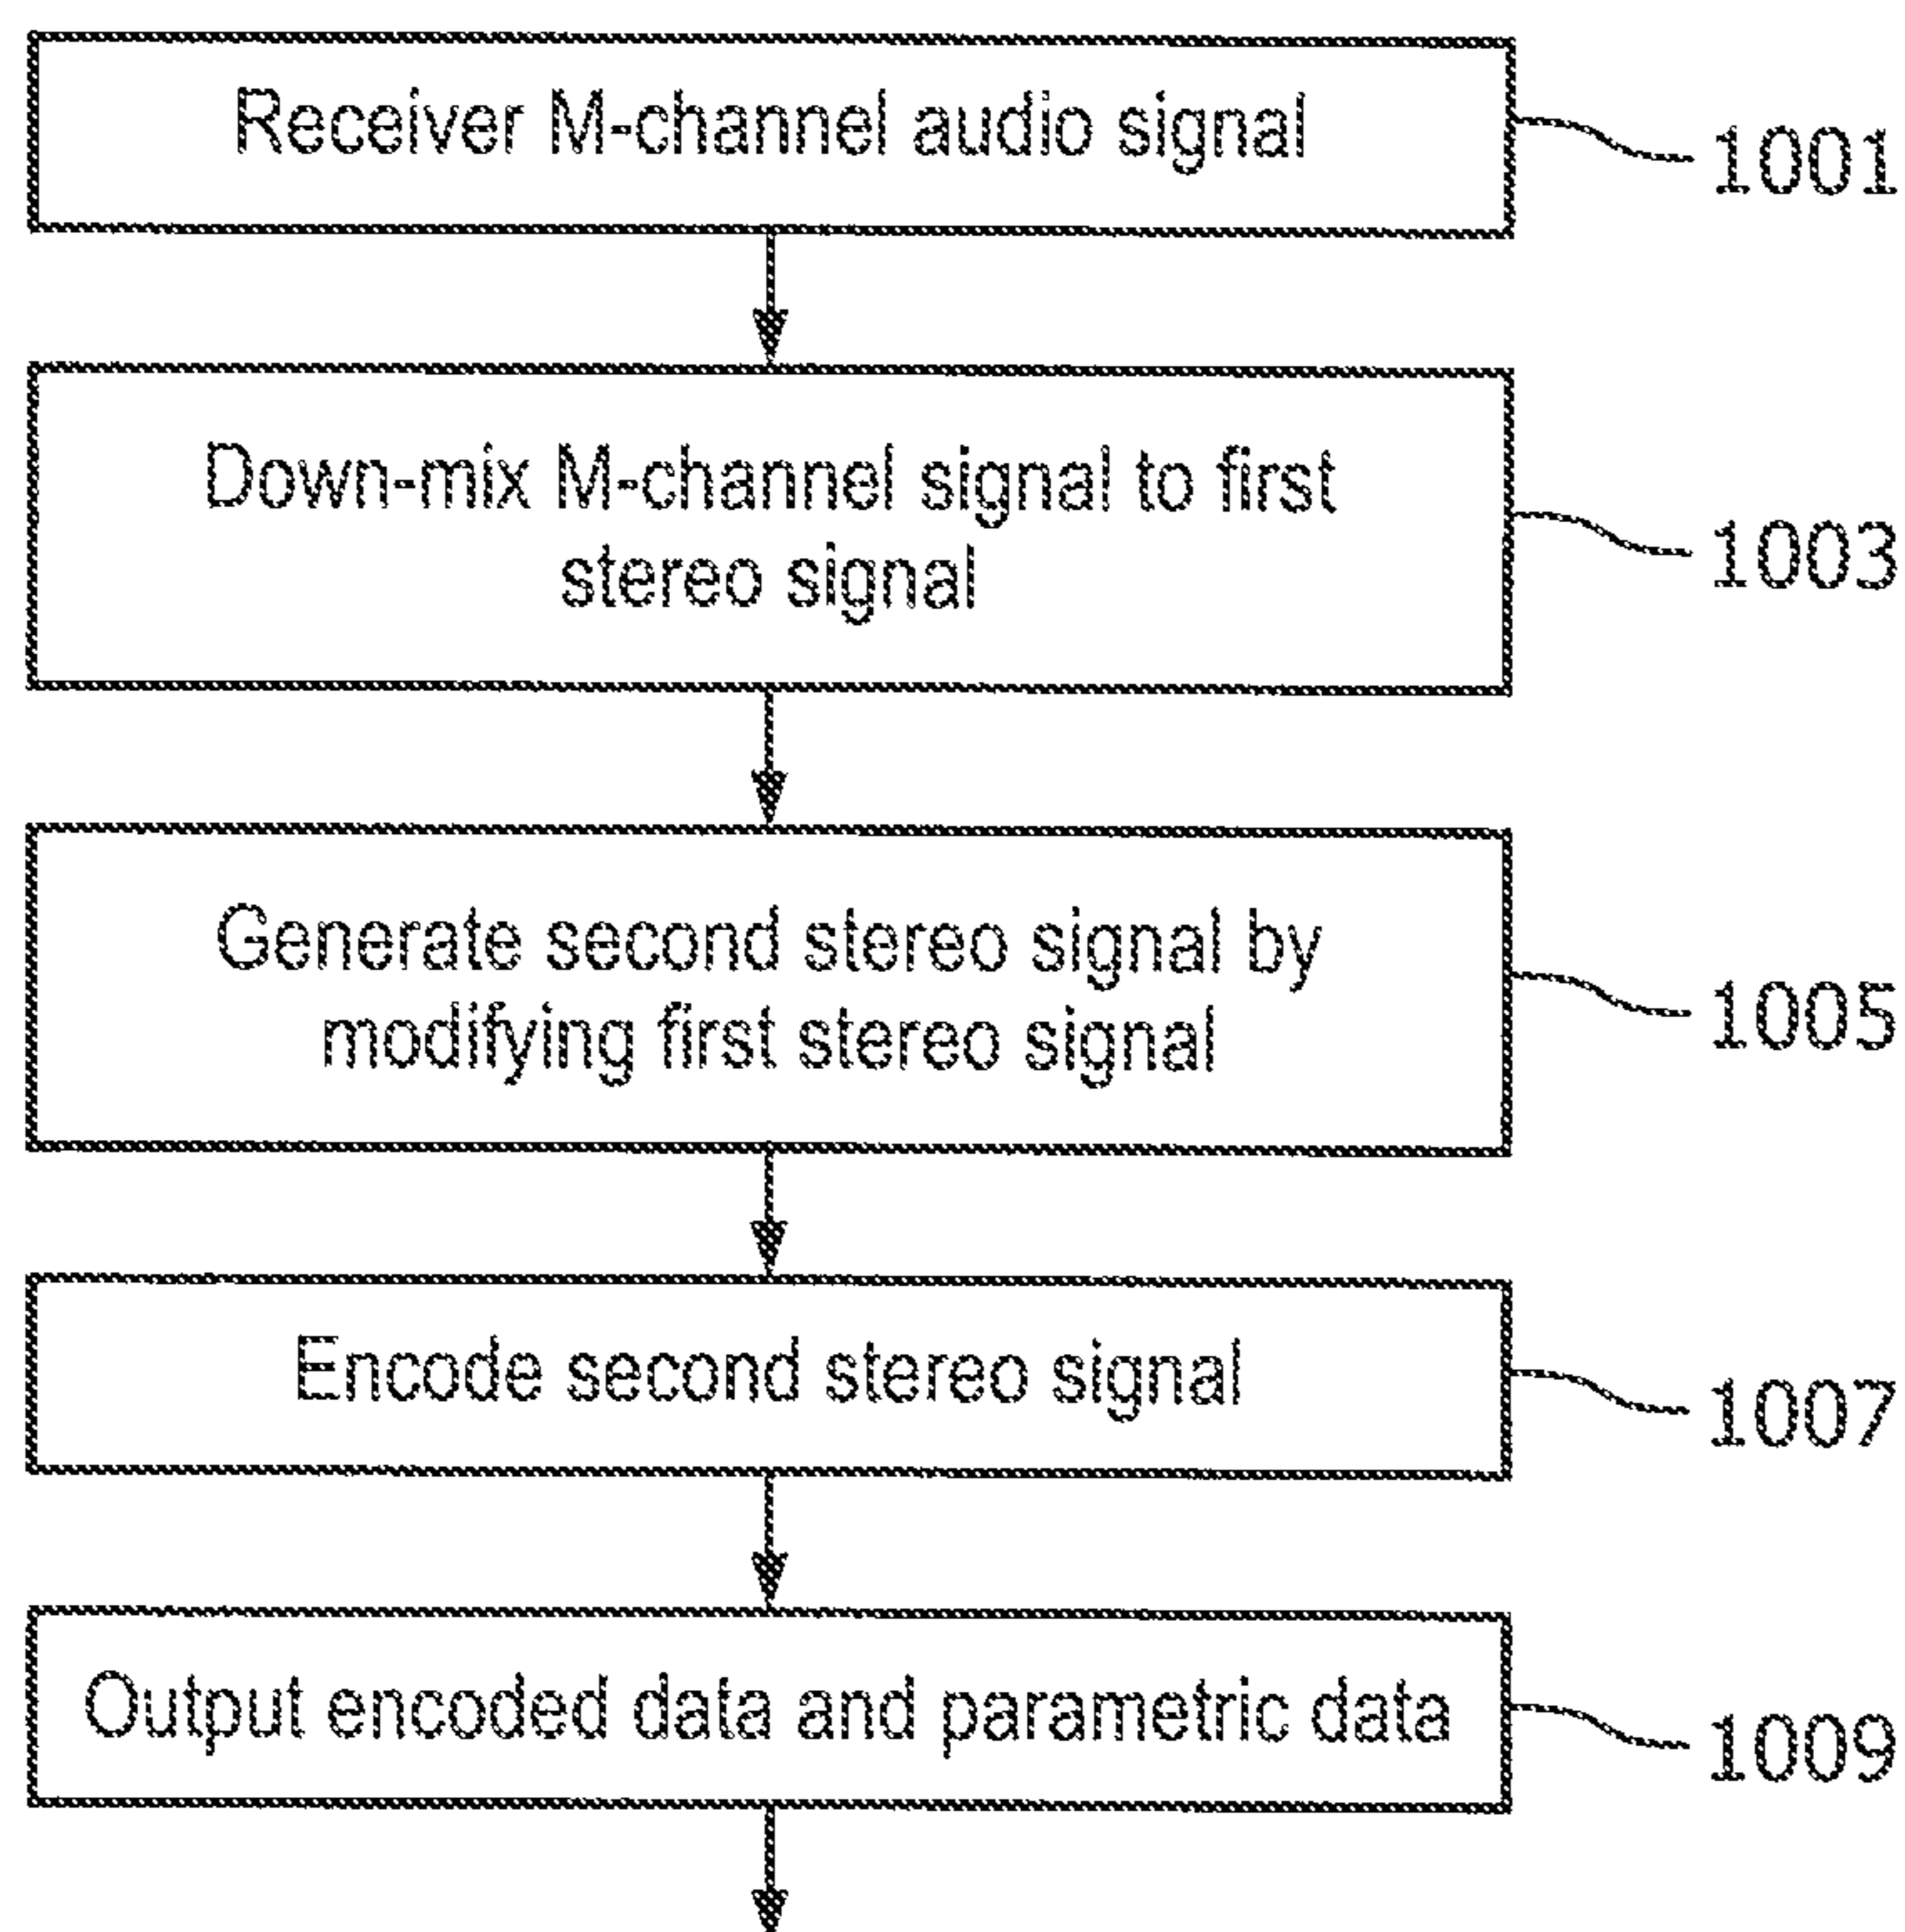 Receiver M-channel audio signal
1001
Down-mix M-channel signal to first
stereo signal
1003
Generate second stereo signal by
modifying first stereo signal
1005
Encode second stereo signal
1007
Output encoded data and parametric data
1009